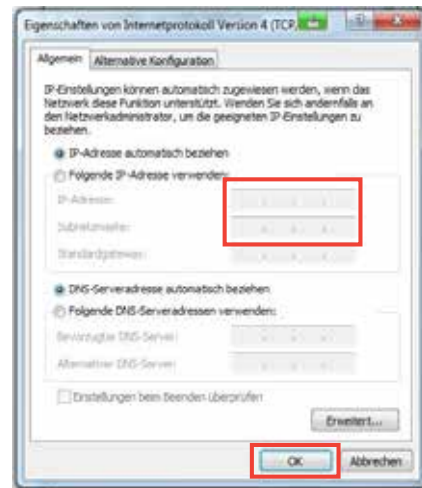 Eigenschaften von Internetprotokoll Version 4 (TCP
Allgemein Alternative Konfiguration
IP-Einstellungen können automatisch zugewiesen werden, wenn das
Netzwerk diese Funktion unterstützt. Wenden Sie sich andernfalls an
den Netzwerkadministrator, um die geeigneten IP-Einstellungen zu
beziehen.
IP-Adresse automatisch beziehen
Folgende IP-Adresse verwenden:
IP-Adresse:
Subnetzmaske:
Standardgateway:
DNS-Serveradresse automatisch beziehen
Folgende DNS-Serveradressen verwenden:
Bevorzugter DNS-Server:
Alternativer DNS-Server:
Einstellungen beim Beenden überprüfen
Erweitert...
OK Abbrechen